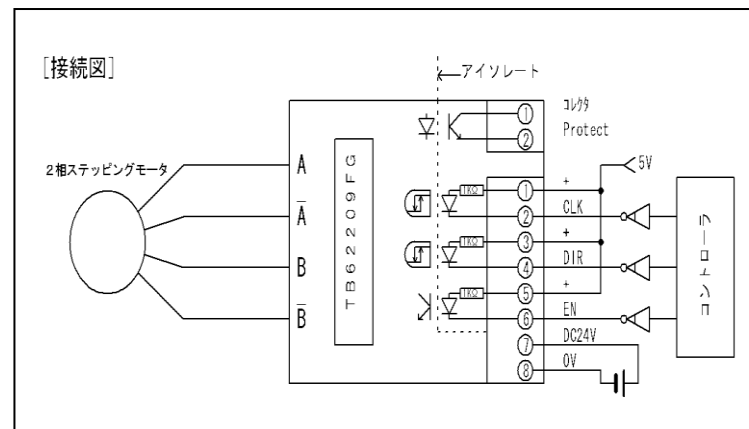 [接続図]
アイソレート
① コレクタ
② Protect
5V
2相ステッピングモータ
A
A̅
B
B̅
TB62209FG
1KΩ ① +
② CLK
1KΩ ③ +
④ DIR
1KΩ ⑤ +
⑥ EN
⑦ DC24V
⑧ 0V
コントローラ